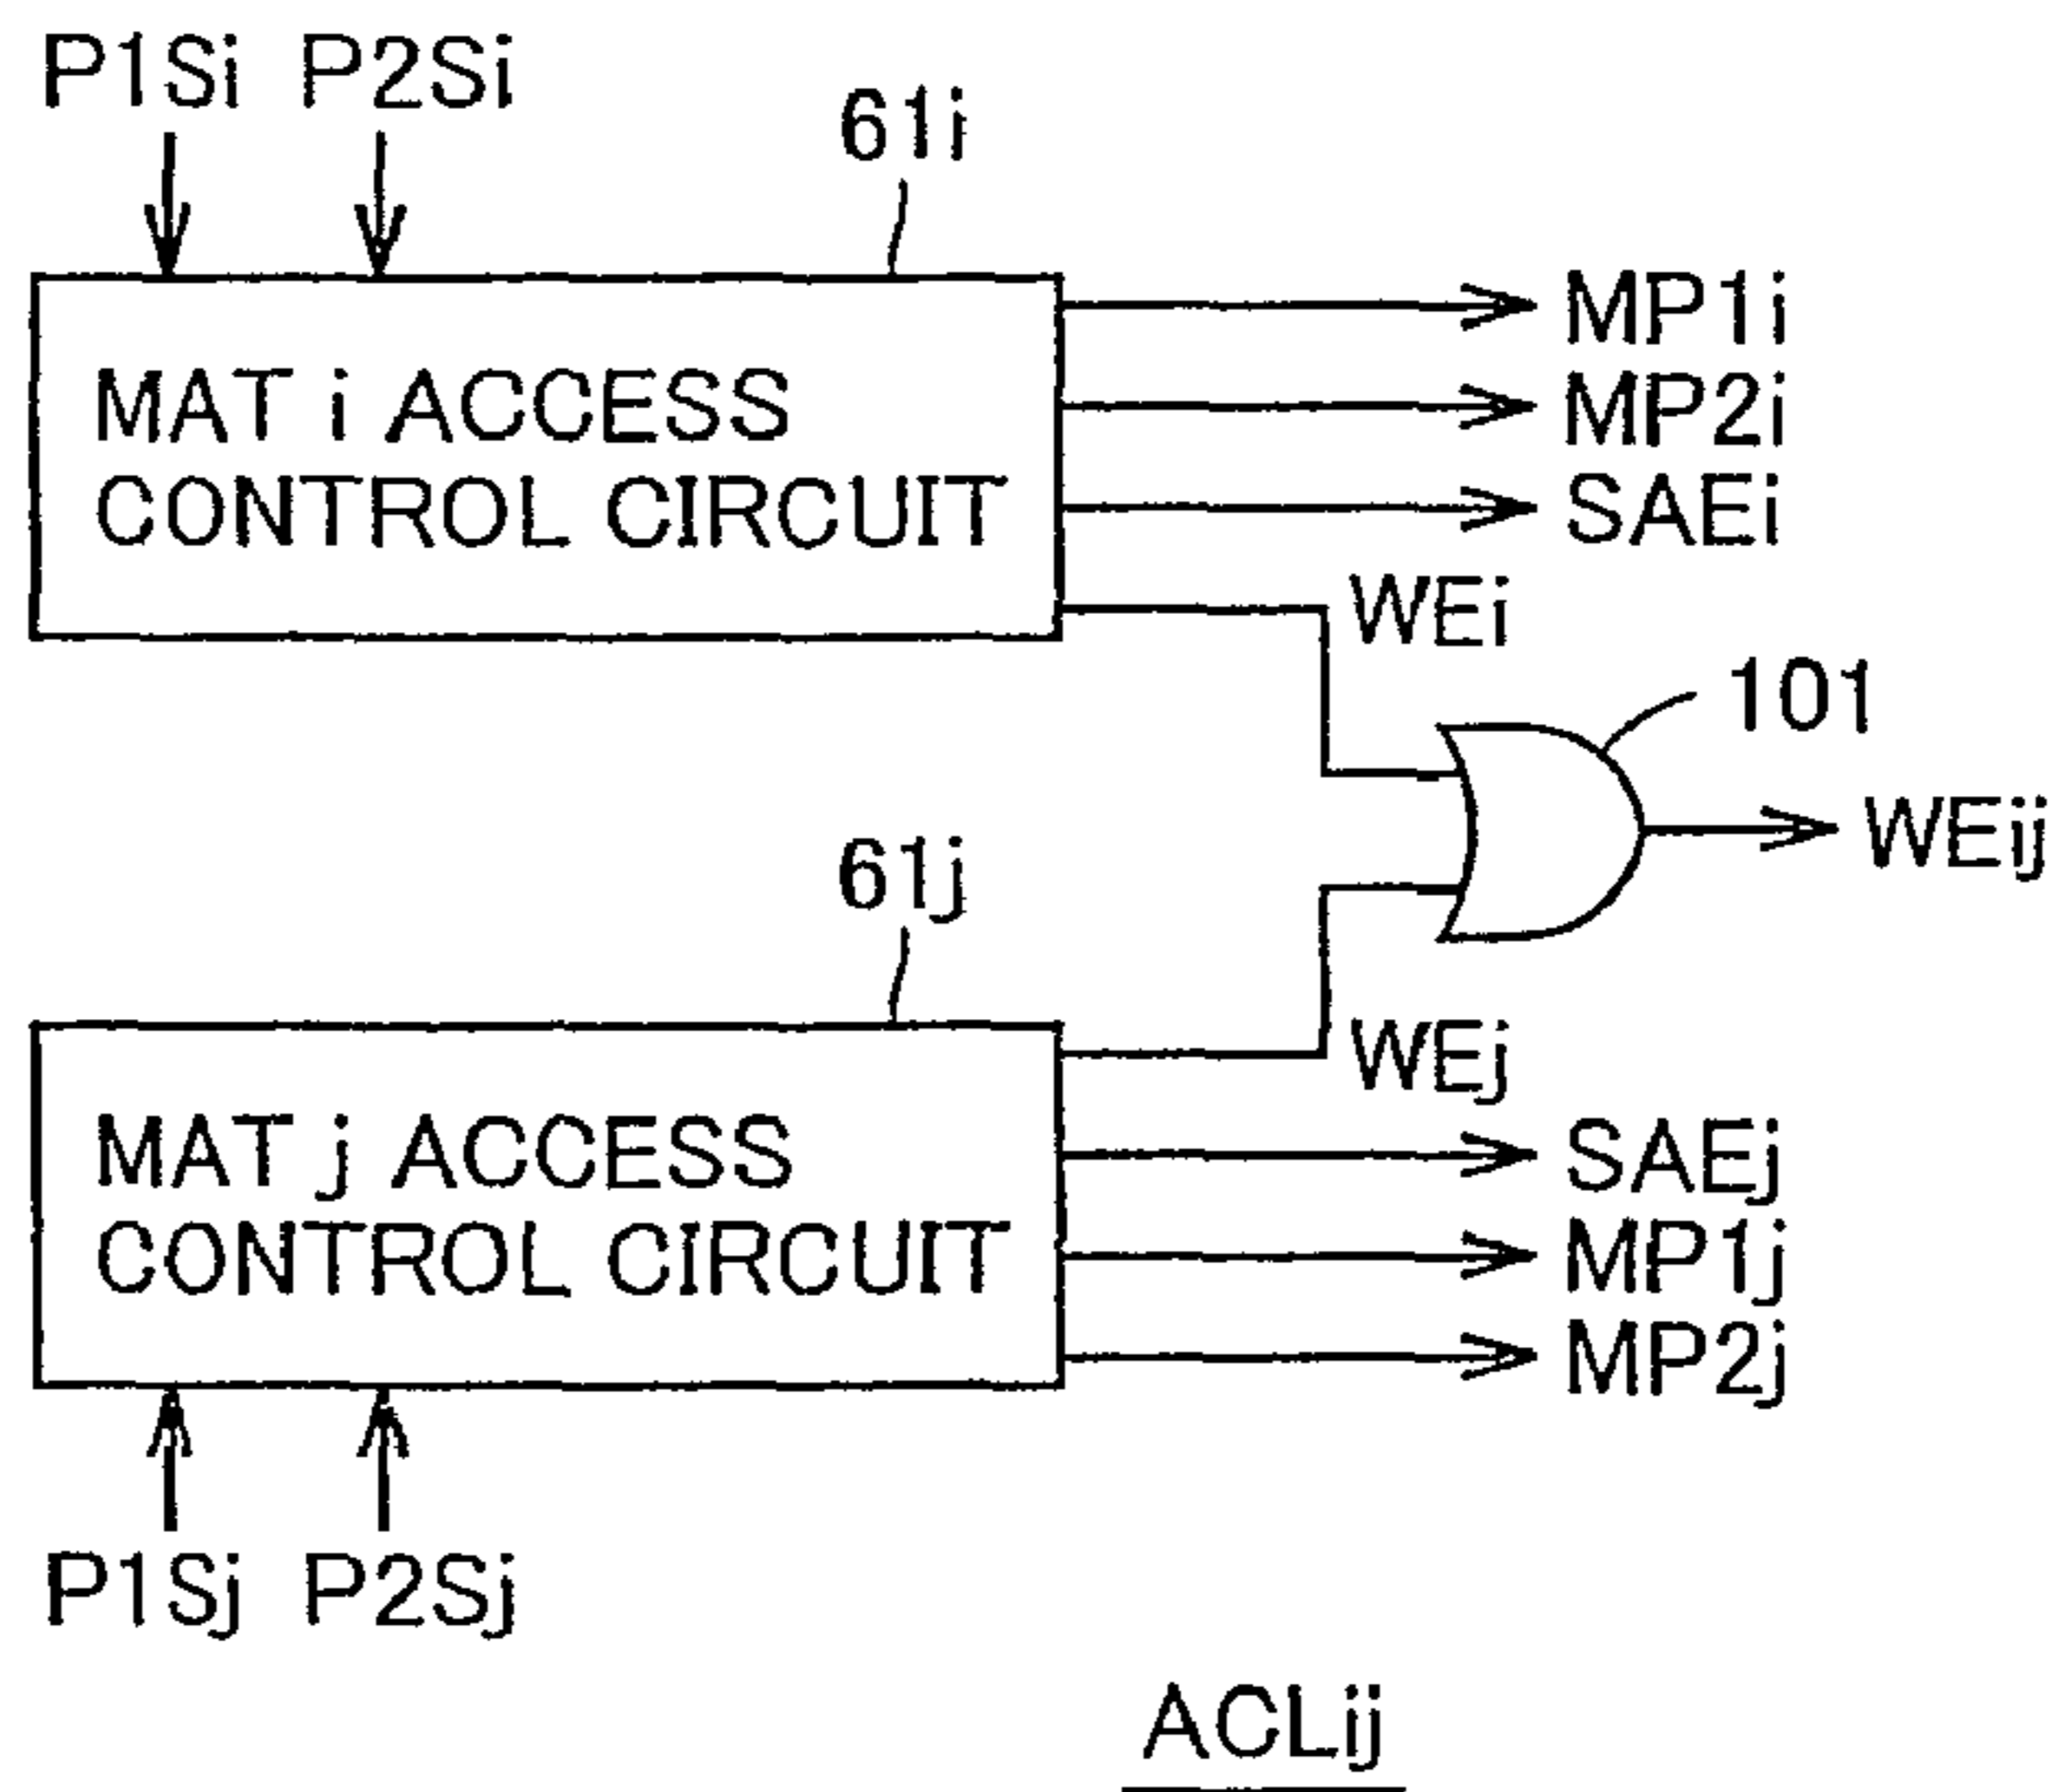 P1Si P2Si
61i
MAT i ACCESS
CONTROL CIRCUIT
MP1i
MP2i
SAEi
WEi
101
WEij
61j
WEj
MAT j ACCESS
CONTROL CIRCUIT
SAEj
MP1j
MP2j
P1Sj P2Sj
ACLij